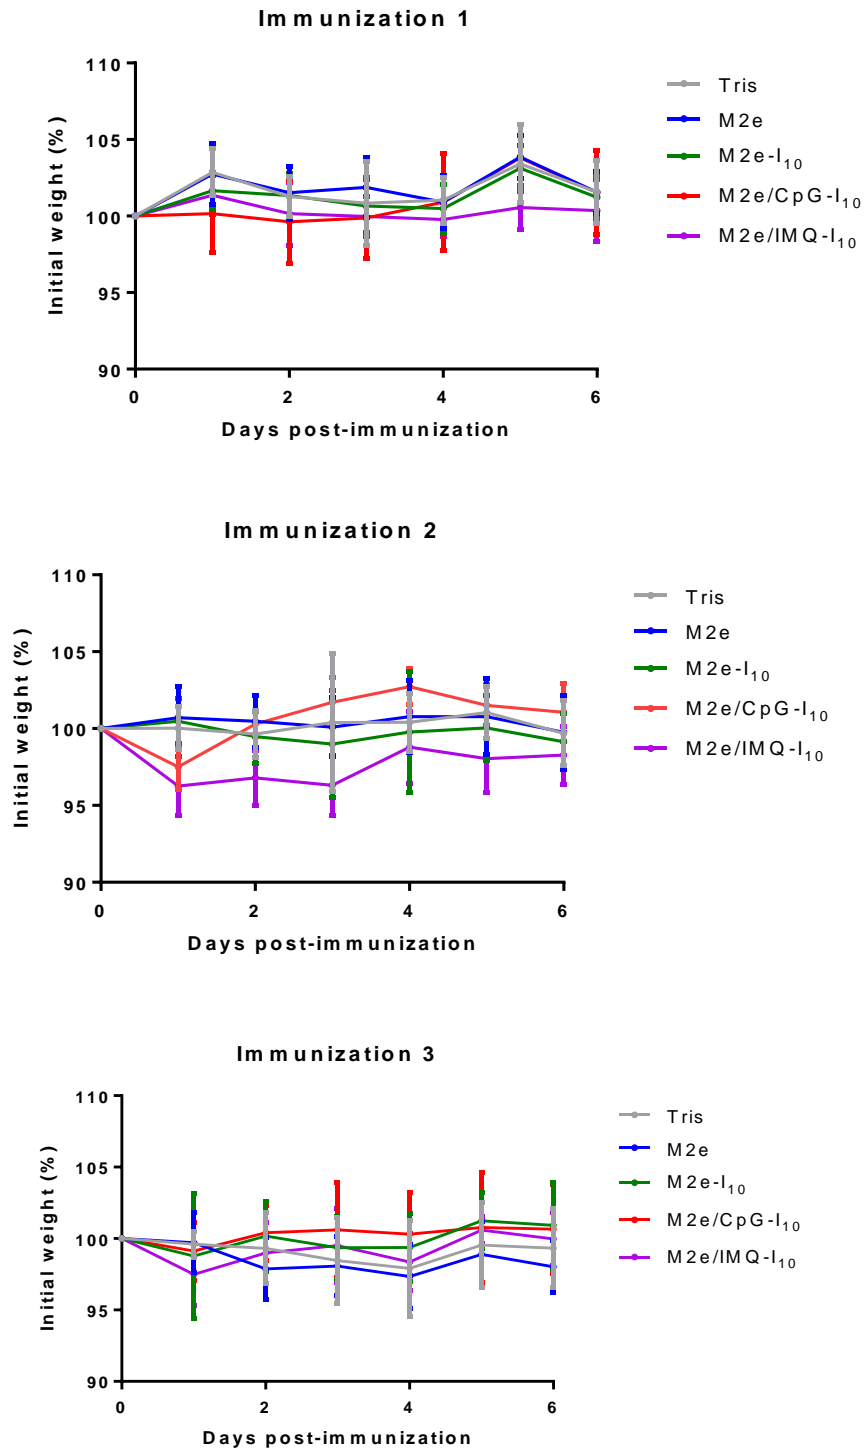 Immunization 1
110
105
100
95
90
Initial weight (%)
0 2 4 6
Days post-immunization
Tris
M2e
M2e-I₁₀
M2e/CpG-I₁₀
M2e/IMQ-I₁₀
Immunization 2
110
105
100
95
90
Initial weight (%)
0 2 4 6
Days post-immunization
Tris
M2e
M2e-I₁₀
M2e/CpG-I₁₀
M2e/IMQ-I₁₀
Immunization 3
110
105
100
95
90
Initial weight (%)
0 2 4 6
Days post-immunization
Tris
M2e
M2e-I₁₀
M2e/CpG-I₁₀
M2e/IMQ-I₁₀